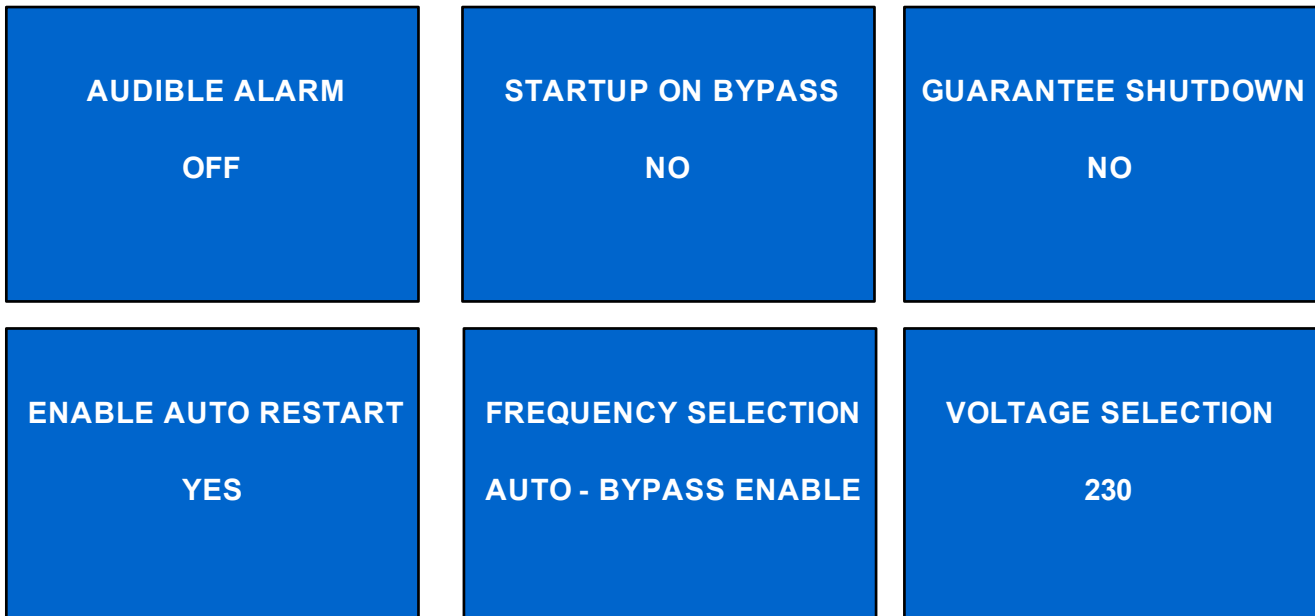 AUDIBLE ALARM
OFF
STARTUP ON BYPASS
NO
GUARANTEE SHUTDOWN
NO
ENABLE AUTO RESTART
YES
FREQUENCY SELECTION
AUTO - BYPASS ENABLE
VOLTAGE SELECTION
230